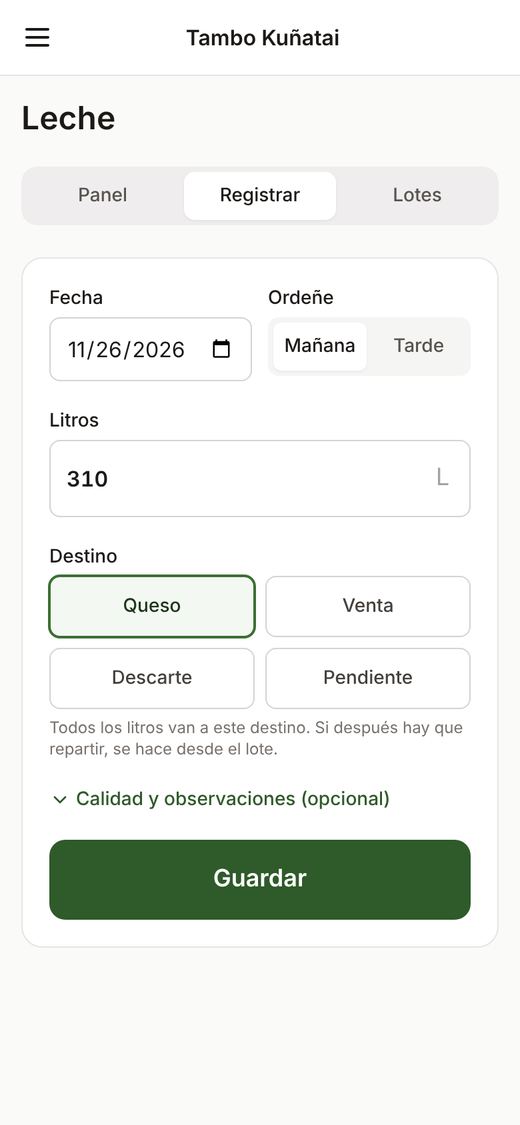 Tambo Kuñatai
Leche
Panel
Registrar
Lotes
Fecha
Ordeñe
11/26/2026
Mañana
Tarde
Litros
310
L
Destino
Queso
Venta
Descarte
Pendiente
Todos los litros van a este destino. Si después hay que
repartir, se hace desde el lote.
Calidad y observaciones (opcional)
Guardar